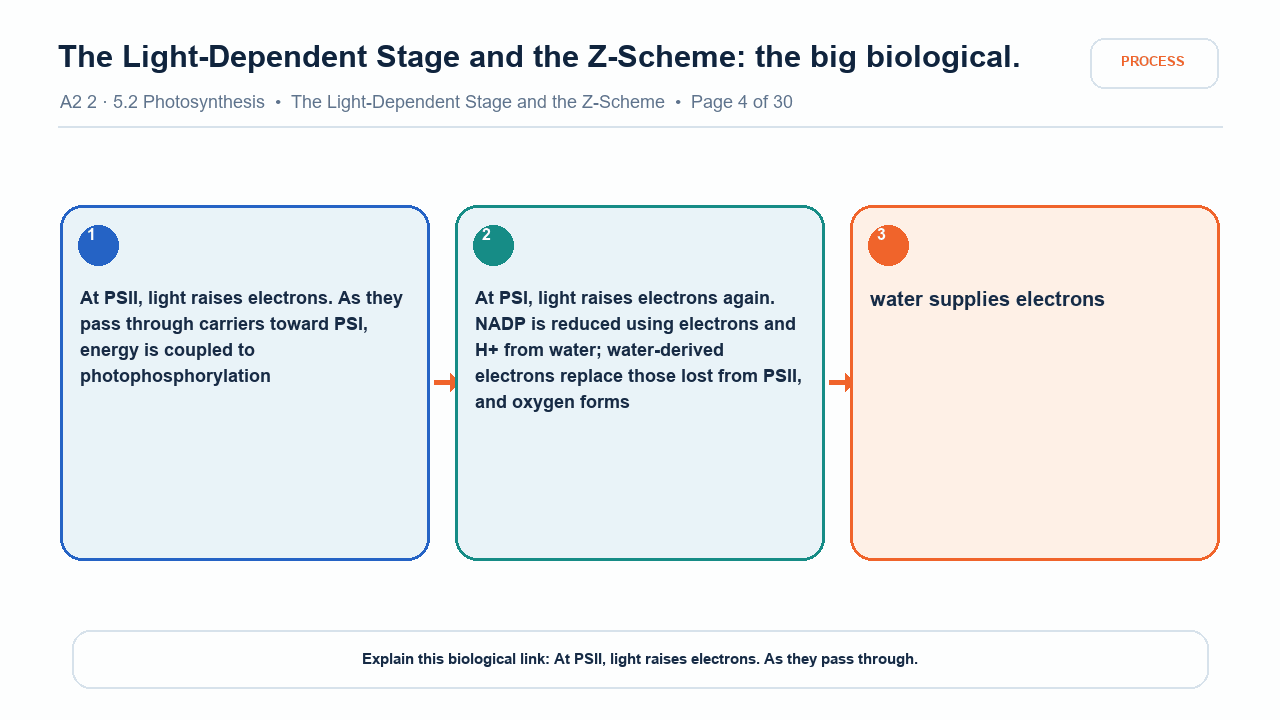 The Light-Dependent Stage and the Z-Scheme: the big biological.
PROCESS
A2 2 · 5.2 Photosynthesis • The Light-Dependent Stage and the Z-Scheme • Page 4 of 30
1
At PSII, light raises electrons. As they
pass through carriers toward PSI,
energy is coupled to
photophosphorylation
2
At PSI, light raises electrons again.
NADP is reduced using electrons and
H+ from water; water-derived
electrons replace those lost from PSII,
and oxygen forms
3
water supplies electrons
Explain this biological link: At PSII, light raises electrons. As they pass through.